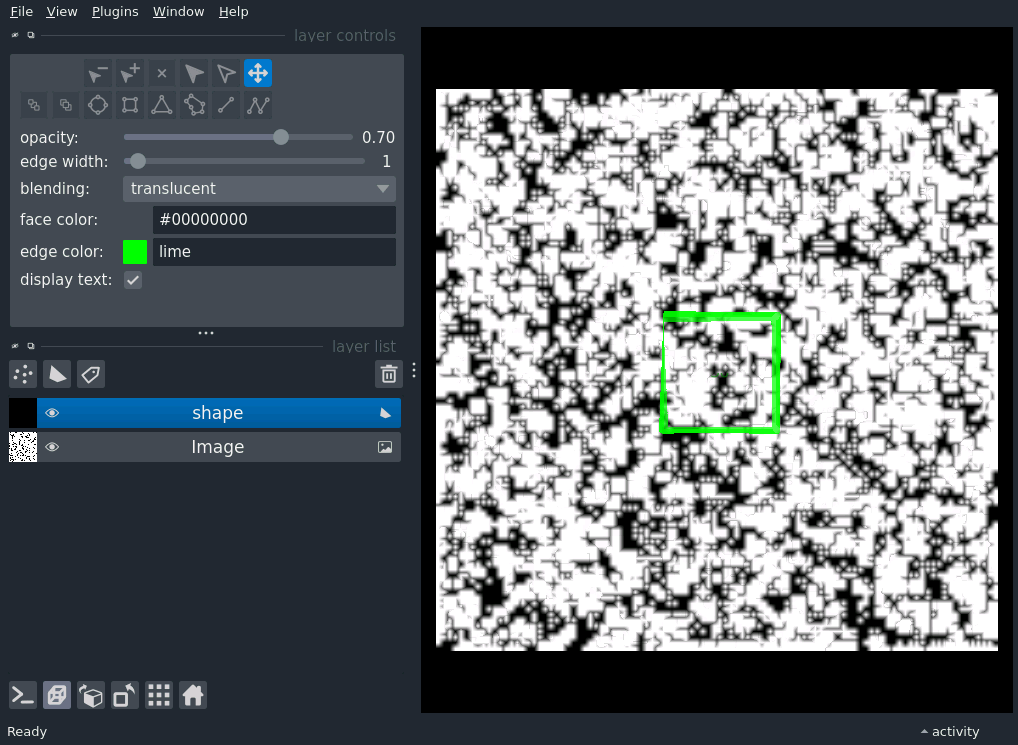 File View Plugins Window Help
layer controls
opacity: 0.70
edge width: 1
blending: translucent
face color: #00000000
edge color: lime
display text:
layer list
shape
Image
Ready activity